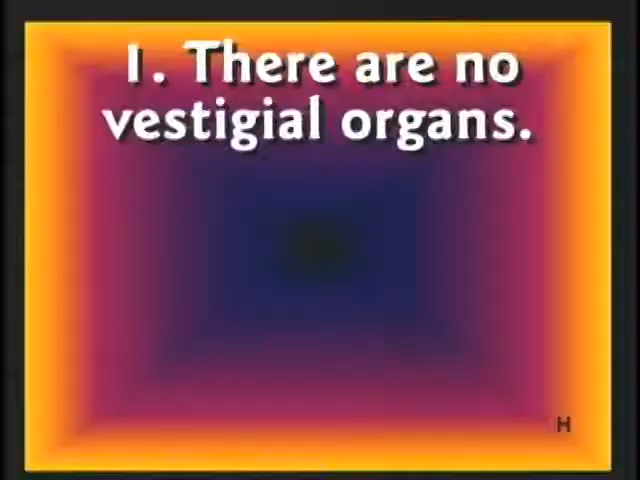 1. There are no
vestigial organs.
H